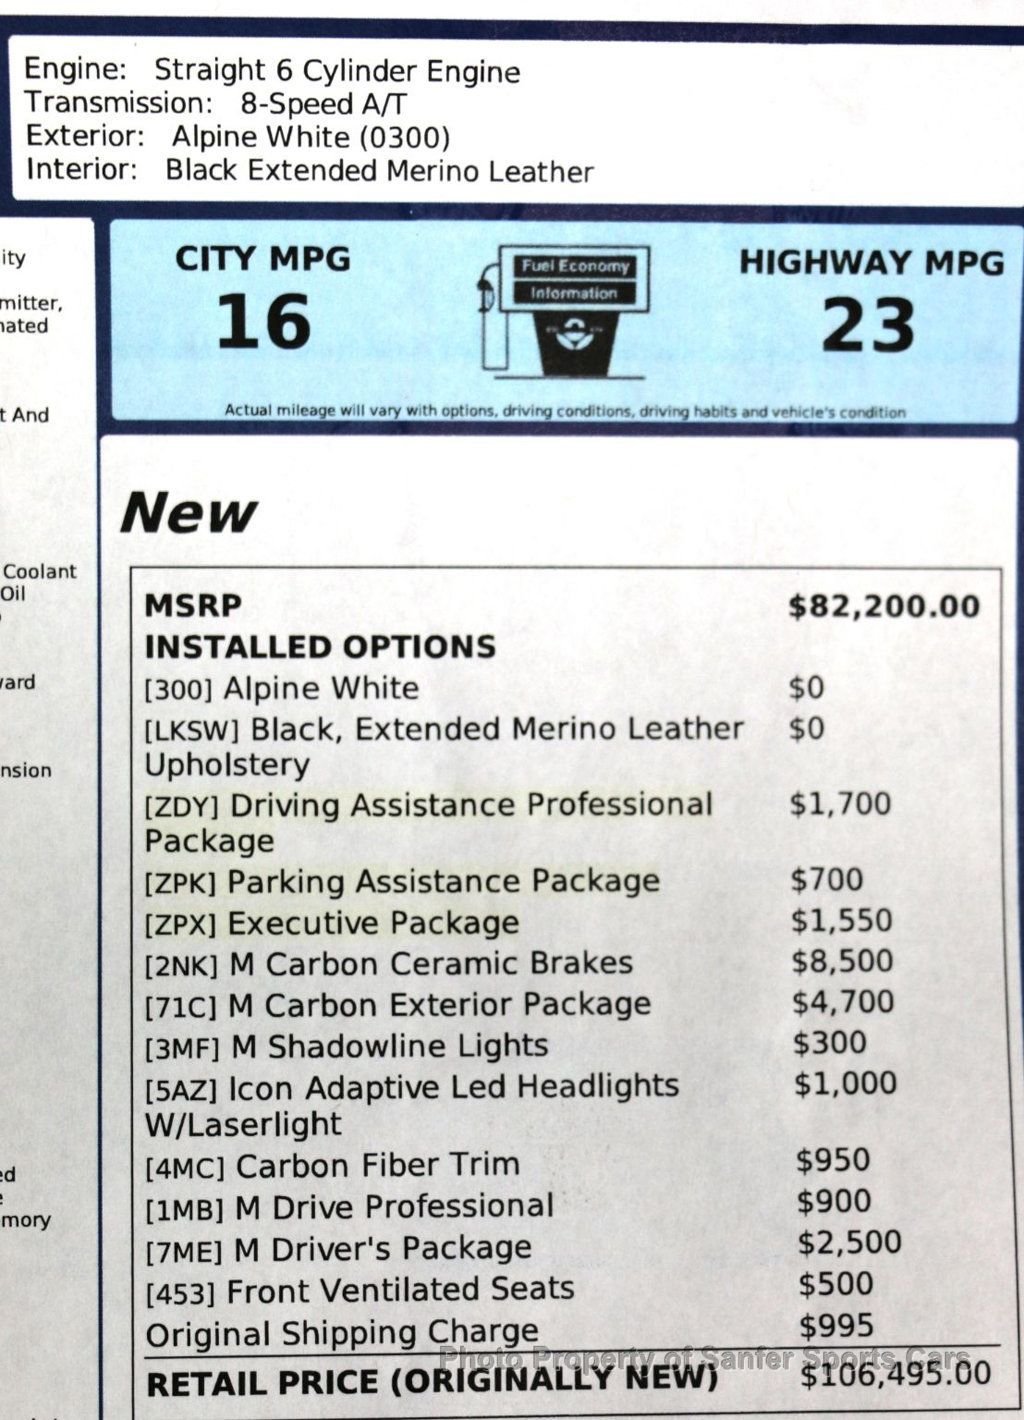 Engine: Straight 6 Cylinder Engine
Transmission: 8-Speed A/T
Exterior: Alpine White (0300)
Interior: Black Extended Merino Leather
ity
mitter,
nated
t And
Coolant
Oil
vard
nsion
ed
e
mory
CITY MPG
16
Fuel Economy
Information
HIGHWAY MPG
23
Actual mileage will vary with options, driving conditions, driving habits and vehicle's condition
New
MSRP $82,200.00
INSTALLED OPTIONS
[300] Alpine White $0
[LKSW] Black, Extended Merino Leather $0
Upholstery
[ZDY] Driving Assistance Professional $1,700
Package
[ZPK] Parking Assistance Package $700
[ZPX] Executive Package $1,550
[2NK] M Carbon Ceramic Brakes $8,500
[71C] M Carbon Exterior Package $4,700
[3MF] M Shadowline Lights $300
[5AZ] Icon Adaptive Led Headlights $1,000
W/Laserlight
[4MC] Carbon Fiber Trim $950
[1MB] M Drive Professional $900
[7ME] M Driver's Package $2,500
[453] Front Ventilated Seats $500
Original Shipping Charge $995
Photo Property of Sanfer Sports Cars
RETAIL PRICE (ORIGINALLY NEW) $106,495.00